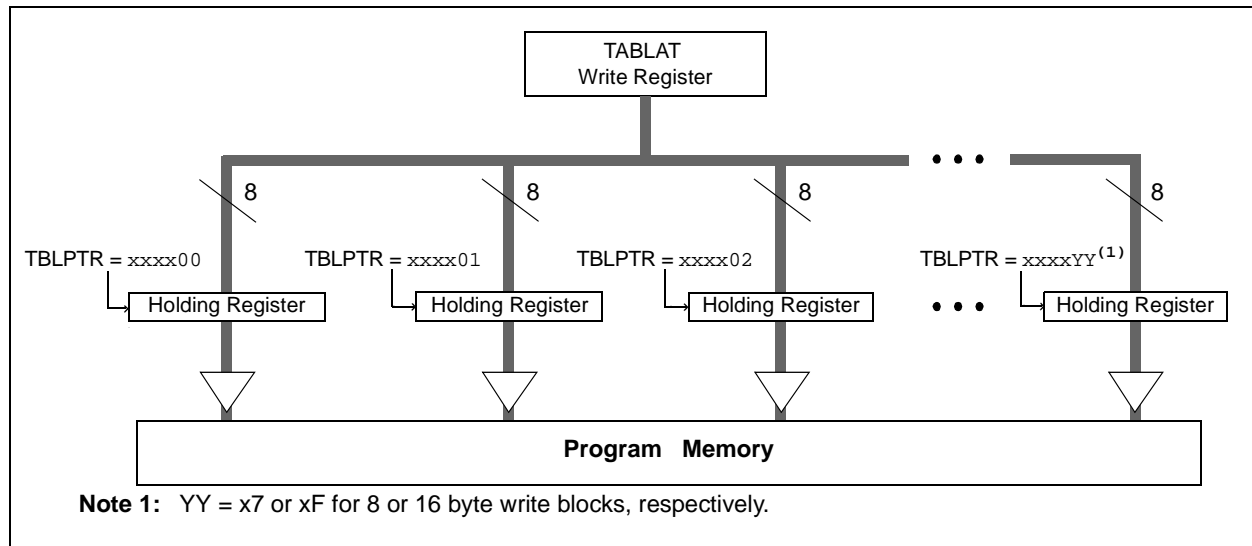 TABLAT
Write Register
8 8 8 8
TBLPTR = xxxx00 TBLPTR = xxxx01 TBLPTR = xxxx02 TBLPTR = xxxxYY(1)
Holding Register Holding Register Holding Register Holding Register
Program Memory
Note 1: YY = x7 or xF for 8 or 16 byte write blocks, respectively.